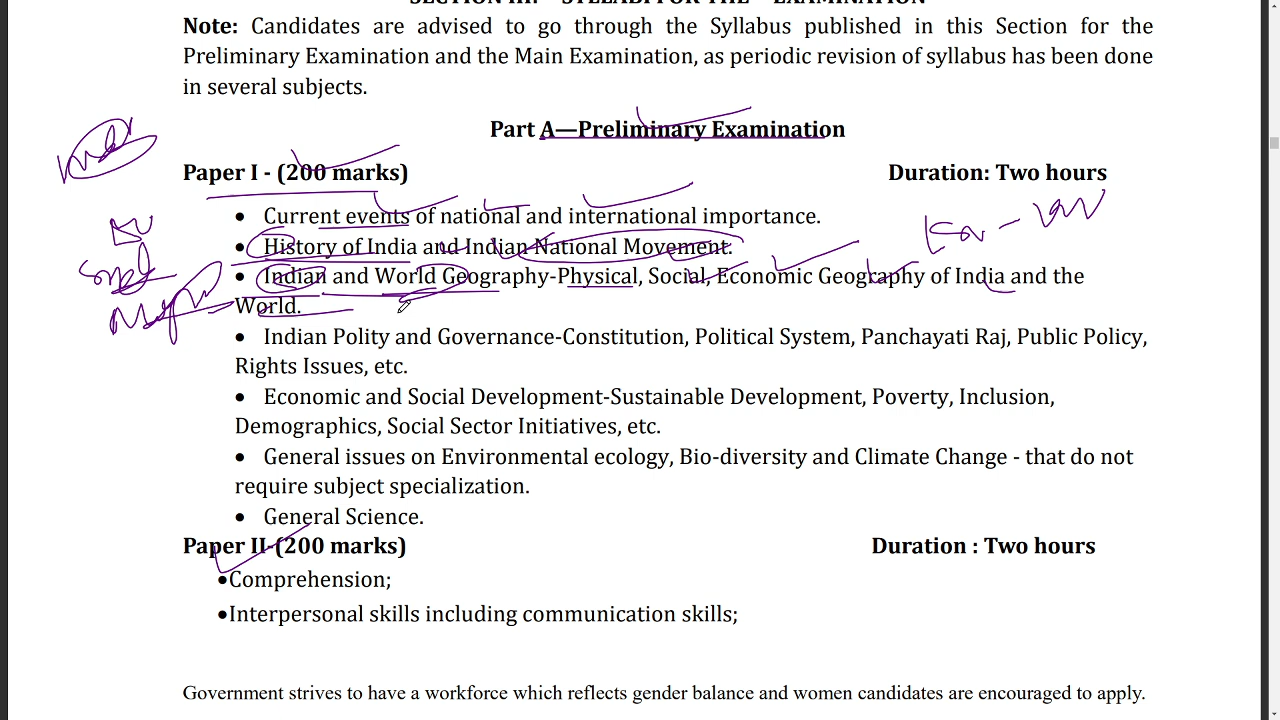 SECTION III: SYLLABI FOR THE EXAMINATION
Note: Candidates are advised to go through the Syllabus published in this Section for the
Preliminary Examination and the Main Examination, as periodic revision of syllabus has been done
in several subjects.
Part A—Preliminary Examination
Paper I - (200 marks) Duration: Two hours
• Current events of national and international importance.
• History of India and Indian National Movement.
• Indian and World Geography-Physical, Social, Economic Geography of India and the
World.
• Indian Polity and Governance-Constitution, Political System, Panchayati Raj, Public Policy,
Rights Issues, etc.
• Economic and Social Development-Sustainable Development, Poverty, Inclusion,
Demographics, Social Sector Initiatives, etc.
• General issues on Environmental ecology, Bio-diversity and Climate Change - that do not
require subject specialization.
• General Science.
Paper II-(200 marks) Duration : Two hours
•Comprehension;
•Interpersonal skills including communication skills;
Government strives to have a workforce which reflects gender balance and women candidates are encouraged to apply.